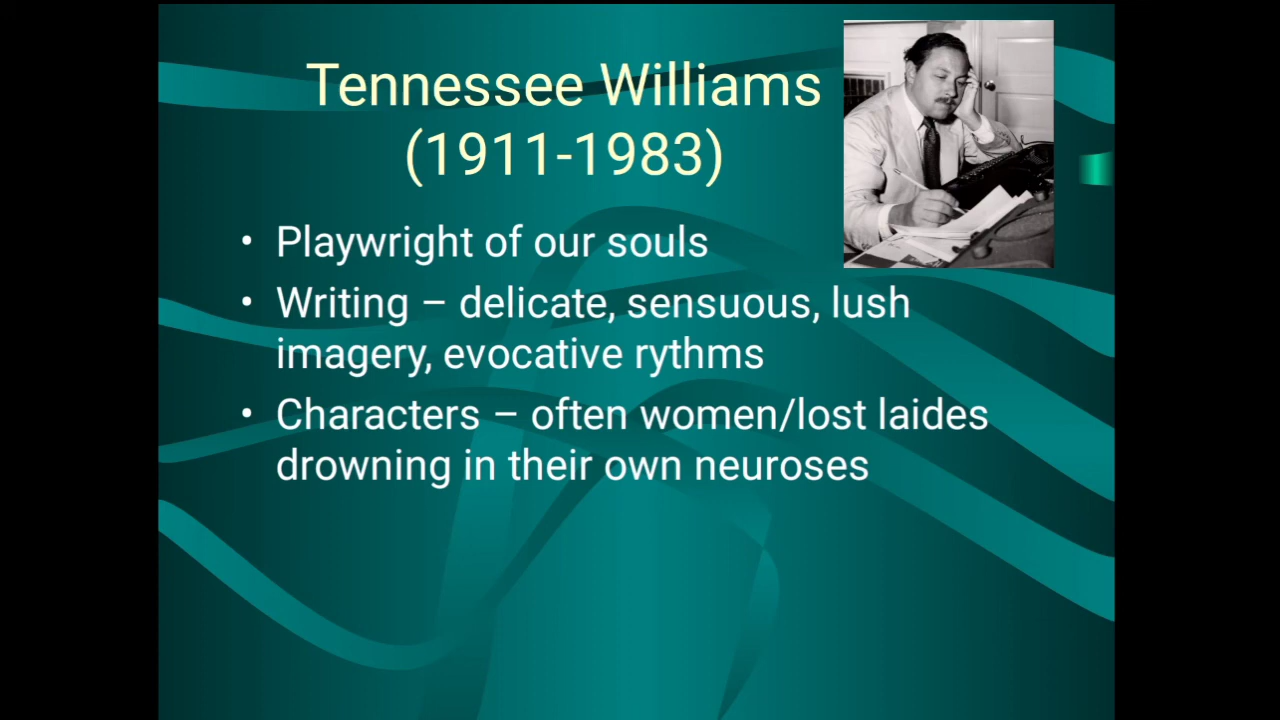 Tennessee Williams
(1911-1983)
• Playwright of our souls
• Writing – delicate, sensuous, lush
imagery, evocative rythms
• Characters – often women/lost laides
drowning in their own neuroses